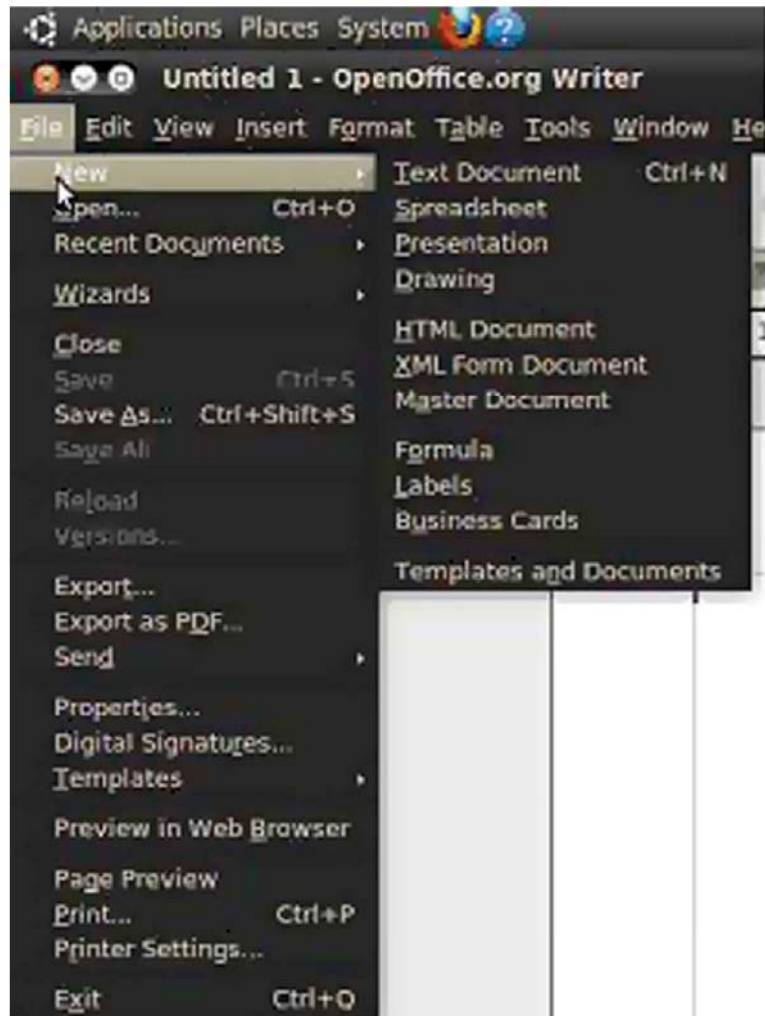 Applications Places System
Untitled 1 - OpenOffice.org Writer
File Edit View Insert Format Table Tools Window He
New
Open... Ctrl+O
Recent Documents
Wizards
Close
Save Ctrl+S
Save As... Ctrl+Shift+S
Save All
Reload
Versions...
Export...
Export as PDF...
Send
Properties...
Digital Signatures...
Templates
Preview in Web Browser
Page Preview
Print... Ctrl+P
Printer Settings...
Exit Ctrl+Q
Text Document Ctrl+N
Spreadsheet
Presentation
Drawing
HTML Document
XML Form Document
Master Document
Formula
Labels
Business Cards
Templates and Documents